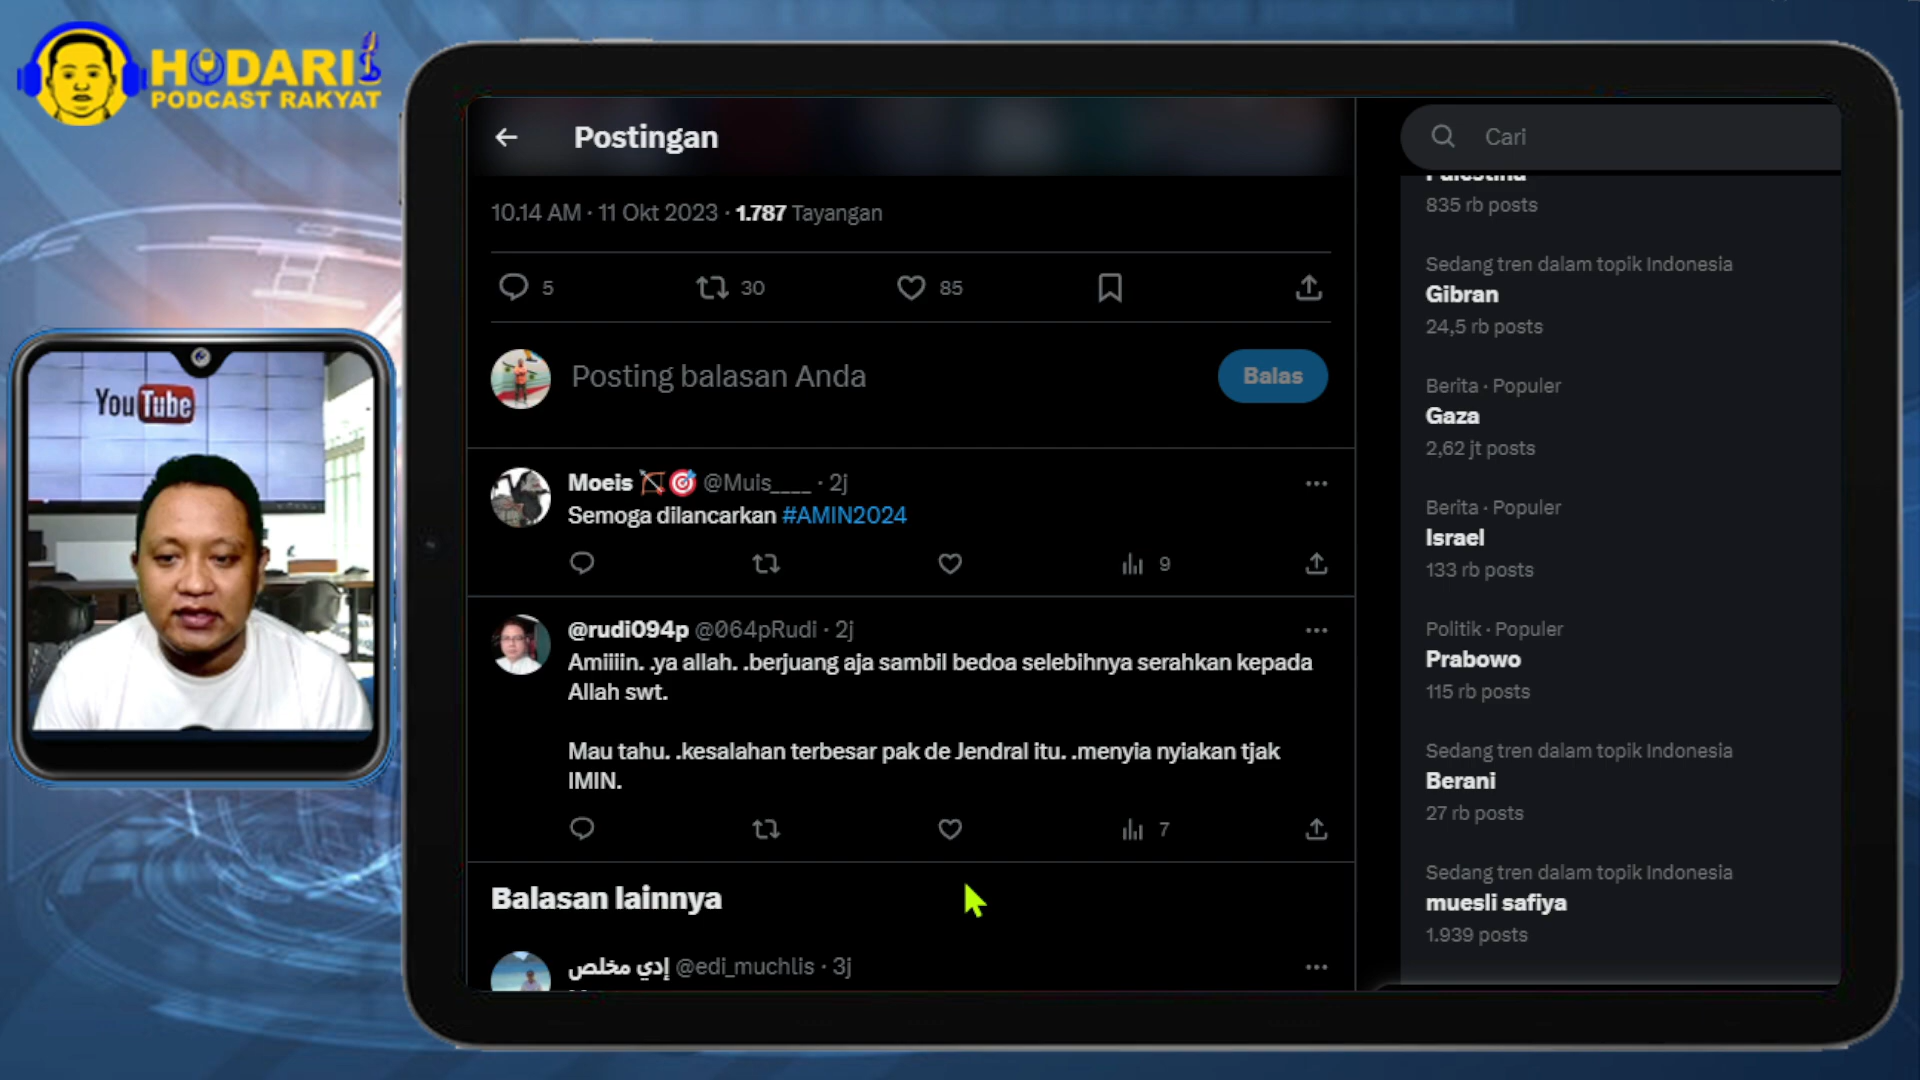 HODARI
PODCAST RAKYAT
YouTube
Postingan
10.14 AM · 11 Okt 2023 · 1.787 Tayangan
5
30
85
Posting balasan Anda
Balas
Moeis @Muis____ · 2j
Semoga dilancarkan #AMIN2024
9
@rudi094p @064pRudi · 2j
Amiiiin. .ya allah. .berjuang aja sambil bedoa selebihnya serahkan kepada
Allah swt.
Mau tahu. .kesalahan terbesar pak de Jendral itu. .menyia nyiakan tjak
IMIN.
7
Balasan lainnya
إدي مخلص @edi_muchlis · 3j
Cari
Palestina
835 rb posts
Sedang tren dalam topik Indonesia
Gibran
24,5 rb posts
Berita · Populer
Gaza
2,62 jt posts
Berita · Populer
Israel
133 rb posts
Politik · Populer
Prabowo
115 rb posts
Sedang tren dalam topik Indonesia
Berani
27 rb posts
Sedang tren dalam topik Indonesia
muesli safiya
1.939 posts